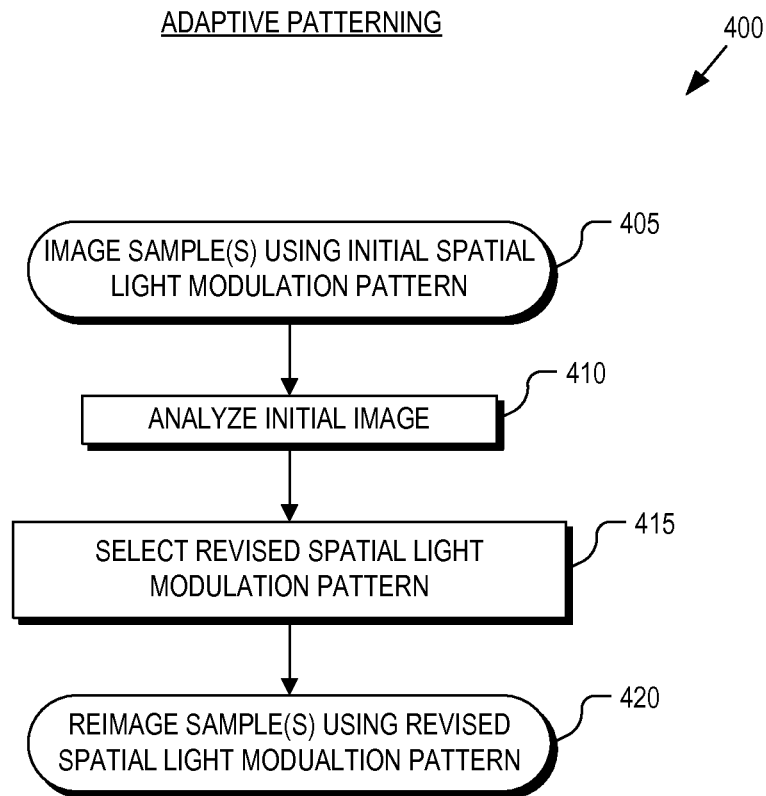 ADAPTIVE PATTERNING
400
405
IMAGE SAMPLE(S) USING INITIAL SPATIAL
LIGHT MODULATION PATTERN
410
ANALYZE INITIAL IMAGE
415
SELECT REVISED SPATIAL LIGHT
MODULATION PATTERN
420
REIMAGE SAMPLE(S) USING REVISED
SPATIAL LIGHT MODUALTION PATTERN